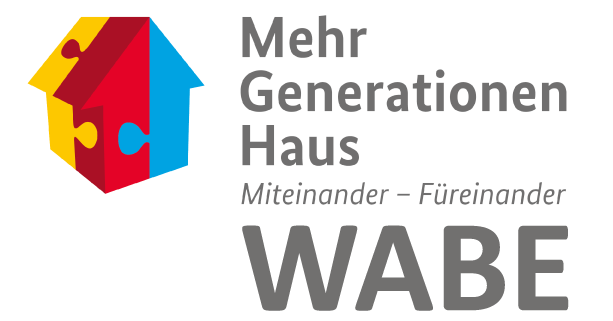 Mehr
Generationen
Haus
Miteinander – Füreinander
WABE